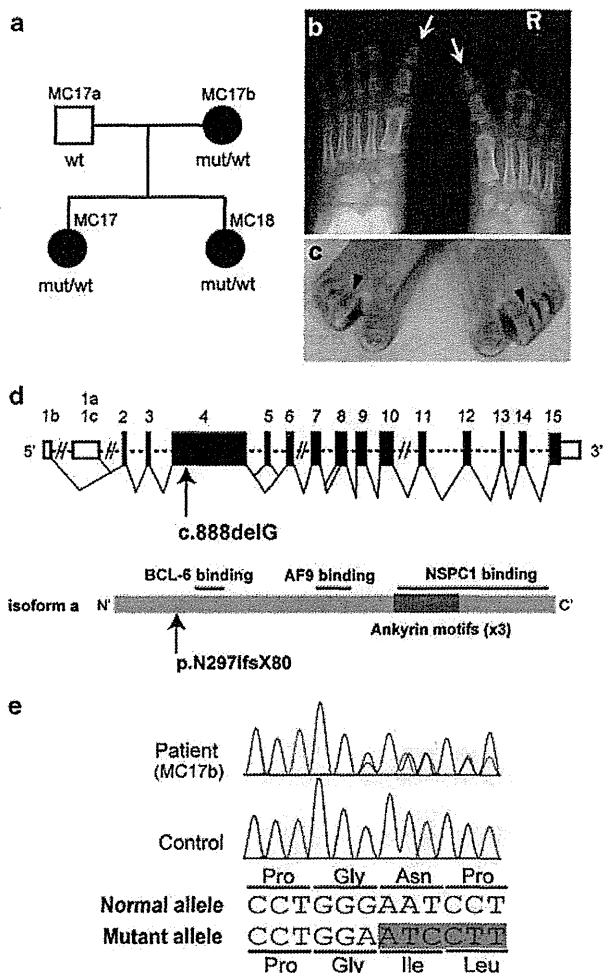 a
MC17a MC17b
wt mut/wt
MC17 MC18
mut/wt mut/wt
b R
c
d
1a
1b 1c 2 3 4 5 6 7 8 9 10 11 12 13 14 15
5' 3'
c.888delG
BCL-6 binding AF9 binding NSPC1 binding
isoform a N' C'
Ankyrin motifs (x3)
p.N297IfsX80
e
Patient
(MC17b)
Control
Pro Gly Asn Pro
Normal allele CCTGGGAATCCT
Mutant allele CCTGGAATCCTT
Pro Gly Ile Leu